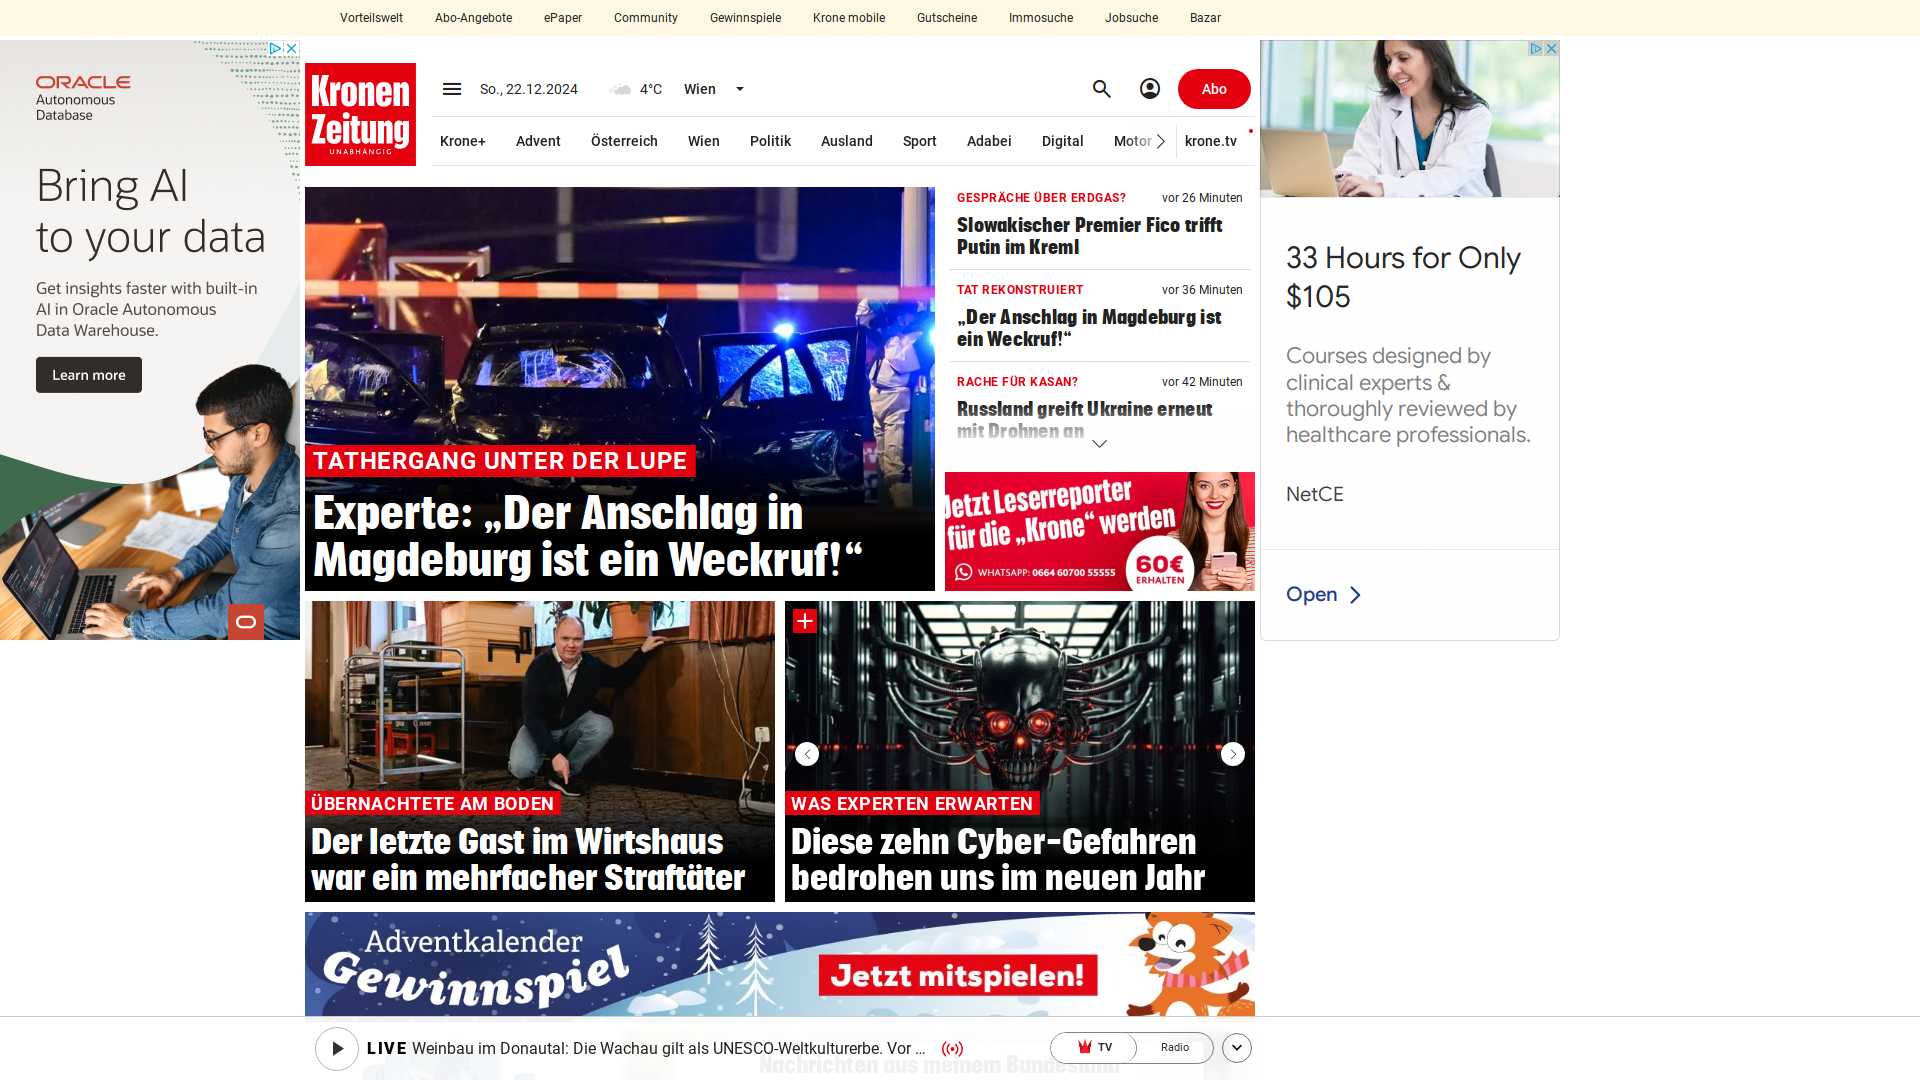 Vorteilswelt
Abo-Angebote
ePaper
Community
Gewinnspiele
Krone mobile
Gutscheine
Immosuche
Jobsuche
Bazar
ORACLE
Autonomous
Database
Bring AI
to your data
Get insights faster with built-in
AI in Oracle Autonomous
Data Warehouse.
Learn more
Kronen
Zeitung
UNABHÄNGIG
So., 22.12.2024
4°C
Wien
Abo
Krone+
Advent
Österreich
Wien
Politik
Ausland
Sport
Adabei
Digital
Motor
krone.tv
TATHERGANG UNTER DER LUPE
Experte: „Der Anschlag in
Magdeburg ist ein Weckruf!“
GESPRÄCHE ÜBER ERDGAS?
vor 26 Minuten
Slowakischer Premier Fico trifft
Putin im Kreml
TAT REKONSTRUIERT
vor 36 Minuten
„Der Anschlag in Magdeburg ist
ein Weckruf!“
RACHE FÜR KASAN?
vor 42 Minuten
Russland greift Ukraine erneut
mit Drohnen an
Jetzt Leserreporter
für die „Krone“ werden
WHATSAPP: 0664 60700 55555
60€
ERHALTEN
33 Hours for Only
$105
Courses designed by
clinical experts &
thoroughly reviewed by
healthcare professionals.
NetCE
Open
ÜBERNACHTETE AM BODEN
Der letzte Gast im Wirtshaus
war ein mehrfacher Straftäter
WAS EXPERTEN ERWARTEN
Diese zehn Cyber-Gefahren
bedrohen uns im neuen Jahr
Adventkalender
Gewinnspiel
Jetzt mitspielen!
LIVE Weinbau im Donautal: Die Wachau gilt als UNESCO-Weltkulturerbe. Vor ...
TV
Radio
Nachrichten aus meinem Bundesland